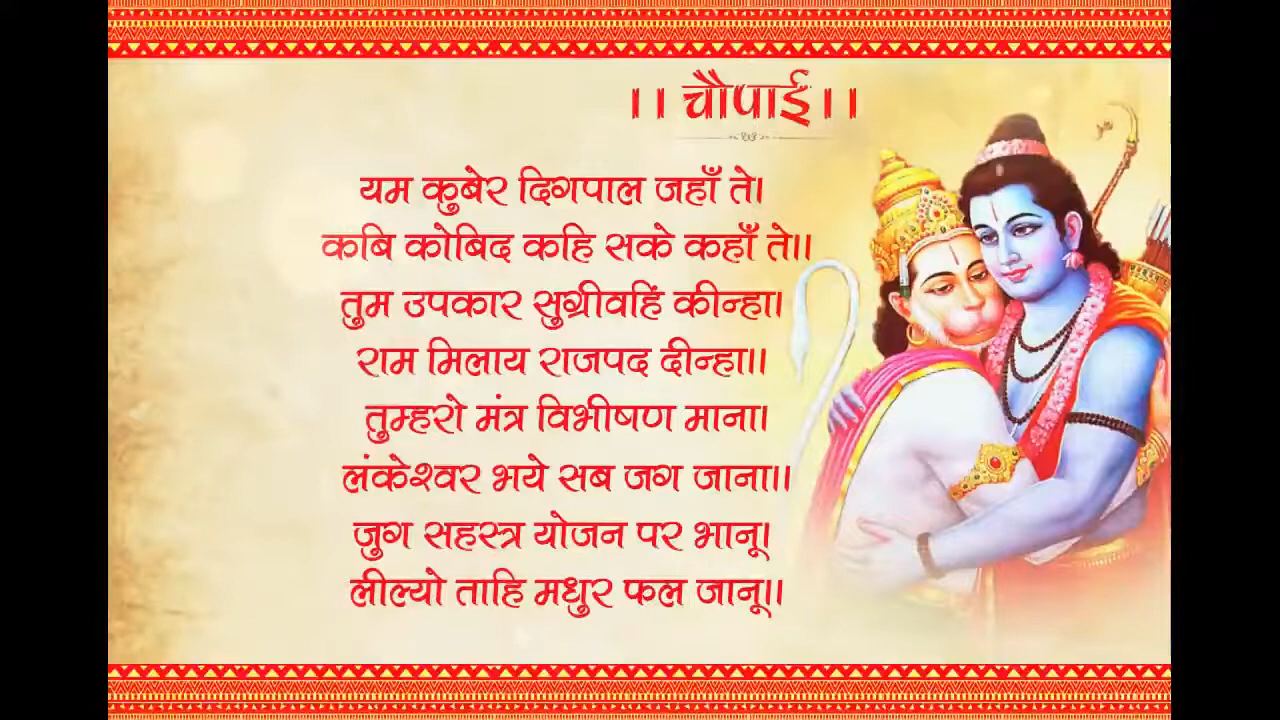 ।। चौपाई ।।
यम कुबेर दिगपाल जहाँ ते।
कबि कोबिद कहि सके कहाँ ते।।
तुम उपकार सुग्रीवहिं कीन्हा।
राम मिलाय राजपद दीन्हा।।
तुम्हरो मंत्र विभीषण माना।
लंकेश्वर भये सब जग जाना।।
जुग सहस्त्र योजन पर भानू।
लील्यो ताहि मधुर फल जानू।।